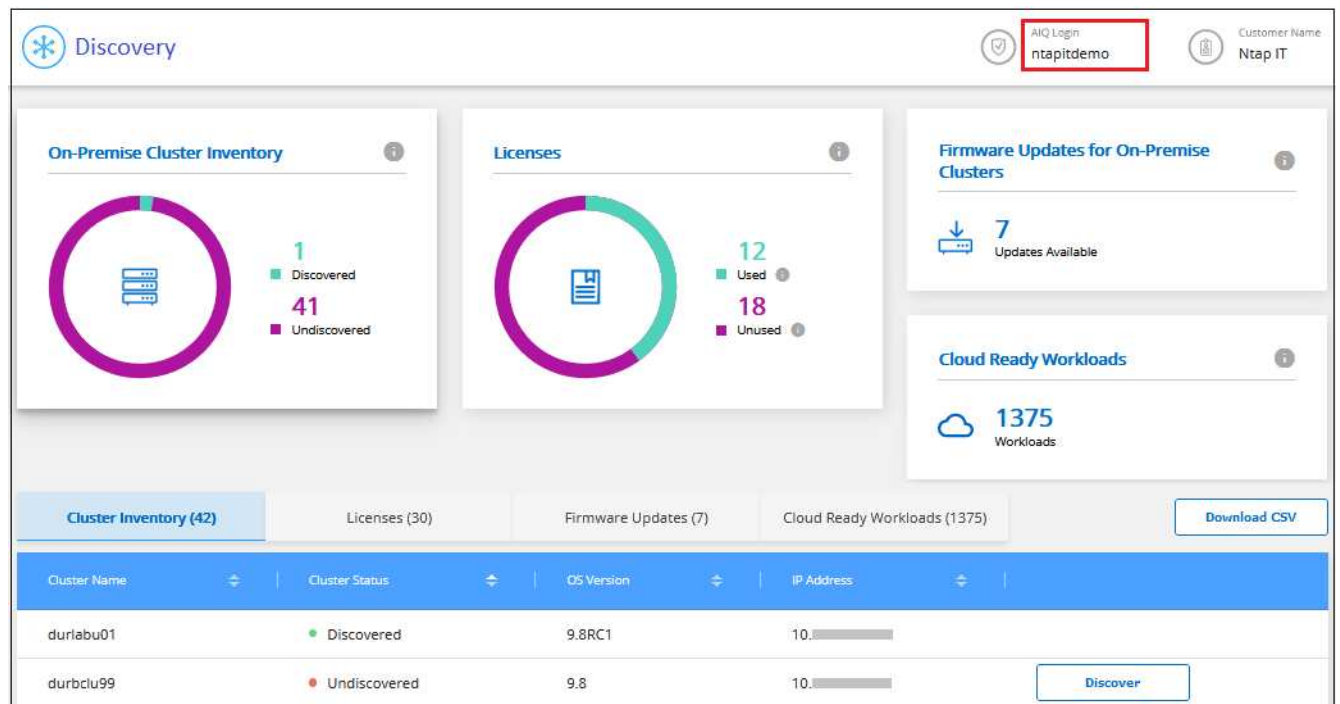 Discovery
AIQ Login
ntapitdemo
Customer Name
Ntap IT
On-Premise Cluster Inventory
1
Discovered
41
Undiscovered
Licenses
12
Used
18
Unused
Firmware Updates for On-Premise
Clusters
7
Updates Available
Cloud Ready Workloads
1375
Workloads
Cluster Inventory (42)
Licenses (30)
Firmware Updates (7)
Cloud Ready Workloads (1375)
Download CSV
Cluster Name
Cluster Status
OS Version
IP Address
durlabu01
Discovered
9.8RC1
10.
durbclu99
Undiscovered
9.8
10.
Discover